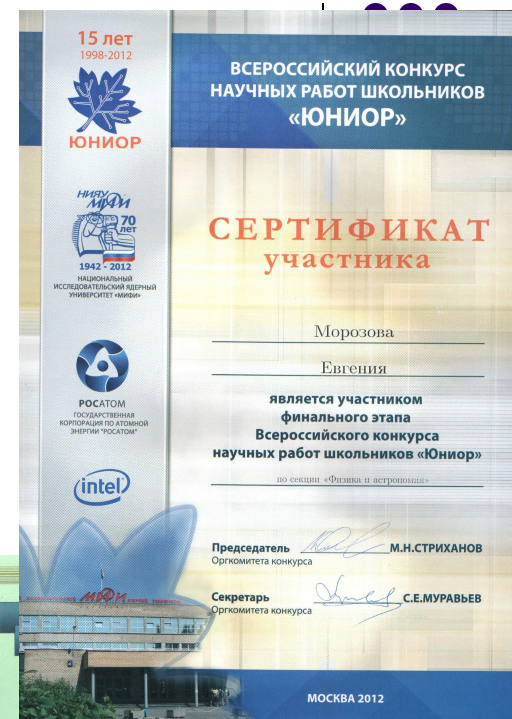 15 лет
1998-2012
ЮНИОР
ВСЕРОССИЙСКИЙ КОНКУРС
НАУЧНЫХ РАБОТ ШКОЛЬНИКОВ
«ЮНИОР»
НИЯУ
МИФИ
70
лет
1942 - 2012
НАЦИОНАЛЬНЫЙ
ИССЛЕДОВАТЕЛЬСКИЙ ЯДЕРНЫЙ
УНИВЕРСИТЕТ «МИФИ»
РОСАТОМ
ГОСУДАРСТВЕННАЯ
КОРПОРАЦИЯ ПО АТОМНОЙ
ЭНЕРГИИ "РОСАТОМ"
intel
СЕРТИФИКАТ
участника
Морозова
Евгения
является участником
финального этапа
Всероссийского конкурса
научных работ школьников «Юниор»
по секции «Физика и астрономия»
Председатель М.Н.СТРИХАНОВ
Оргкомитета конкурса
Секретарь С.Е.МУРАВЬЕВ
Оргкомитета конкурса
МИФИ
МОСКВА 2012